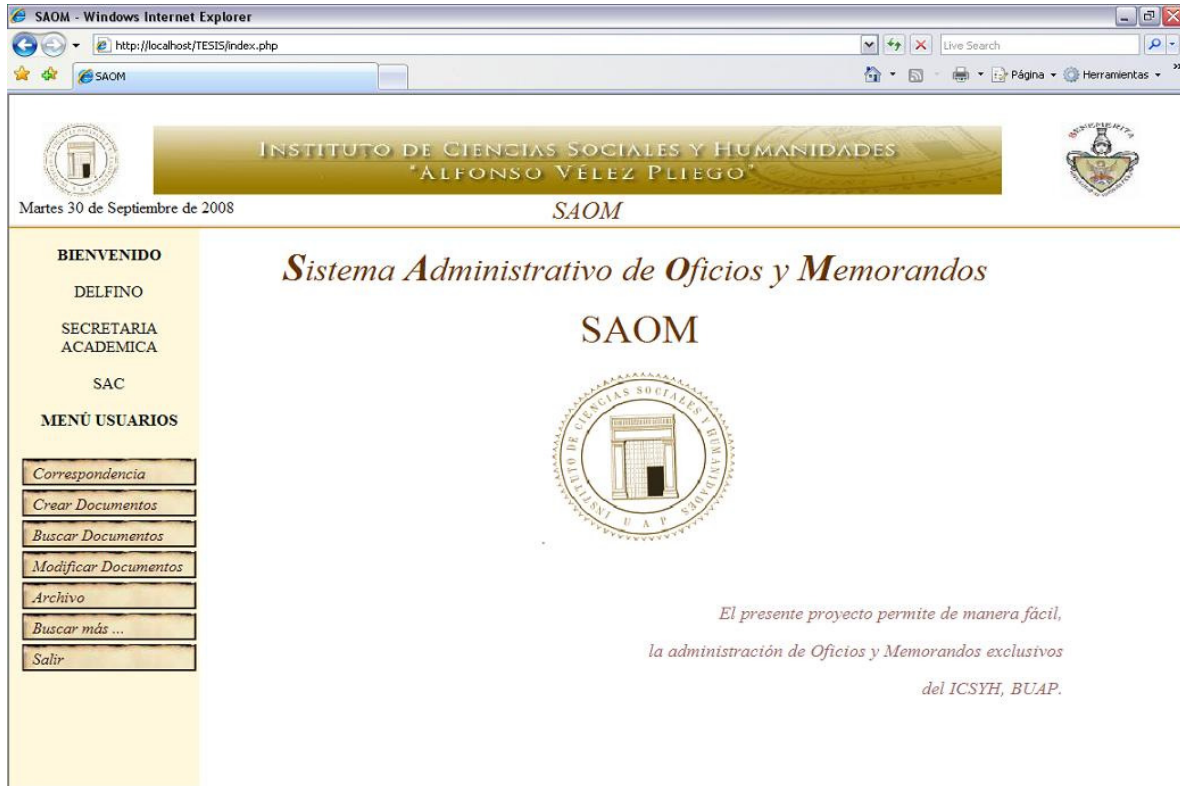 SAOM - Windows Internet Explorer
http://localhost/TESIS/index.php
Live Search
SAOM
Página
Herramientas
INSTITUTO DE CIENCIAS SOCIALES Y HUMANIDADES
"ALFONSO VÉLEZ PLIEGO"
BENEMERITA
Martes 30 de Septiembre de 2008
SAOM
BIENVENIDO
DELFINO
SECRETARIA
ACADEMICA
SAC
MENÚ USUARIOS
Correspondencia
Crear Documentos
Buscar Documentos
Modificar Documentos
Archivo
Buscar más ...
Salir
Sistema Administrativo de Oficios y Memorandos
SAOM
INSTITUTO DE CIENCIAS SOCIALES Y HUMANIDADES
U A P
El presente proyecto permite de manera fácil,
la administración de Oficios y Memorandos exclusivos
del ICSYH, BUAP.